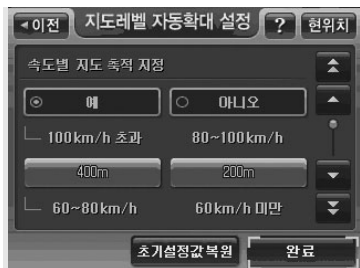 ◂이전 지도레벨 자동확대 설정 ? 현위치
속도별 지도 축적 지정
예 아니오
100km/h 초과 80~100km/h
400m 200m
60~80km/h 60km/h 미만
초기설정값복원 완료